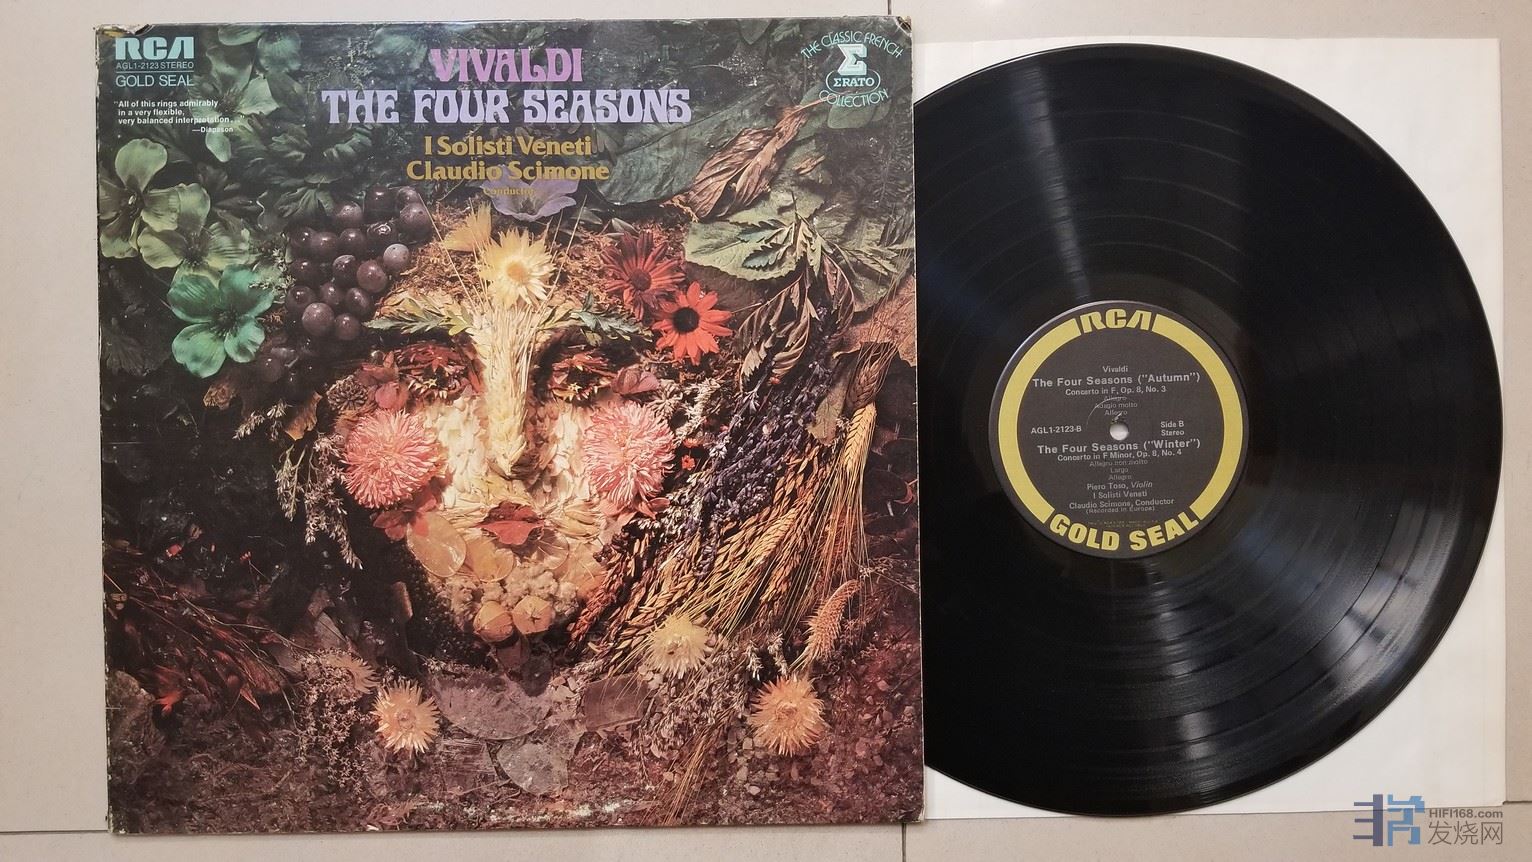 RCA
AGL1-2123 STEREO
GOLD SEAL
"All of this rings admirably
in a very flexible,
very balanced interpretation..."
—Diapason
VIVALDI
THE FOUR SEASONS
I Solisti Veneti
Claudio Scimone
Conductor
THE CLASSIC FRENCH
ERATO
COLLECTION
RCA
Vivaldi
The Four Seasons ("Autumn")
Concerto in F, Op. 8, No. 3
Allegro
Adagio molto
Allegro
AGL1-2123-B
Side B
Stereo
The Four Seasons ("Winter")
Concerto in F Minor, Op. 8, No. 4
Allegro non molto
Largo
Allegro
Piero Toso, Violin
I Solisti Veneti
Claudio Scimone, Conductor
(Recorded in Europe)
GOLD SEAL
HIFI168.com
发烧网